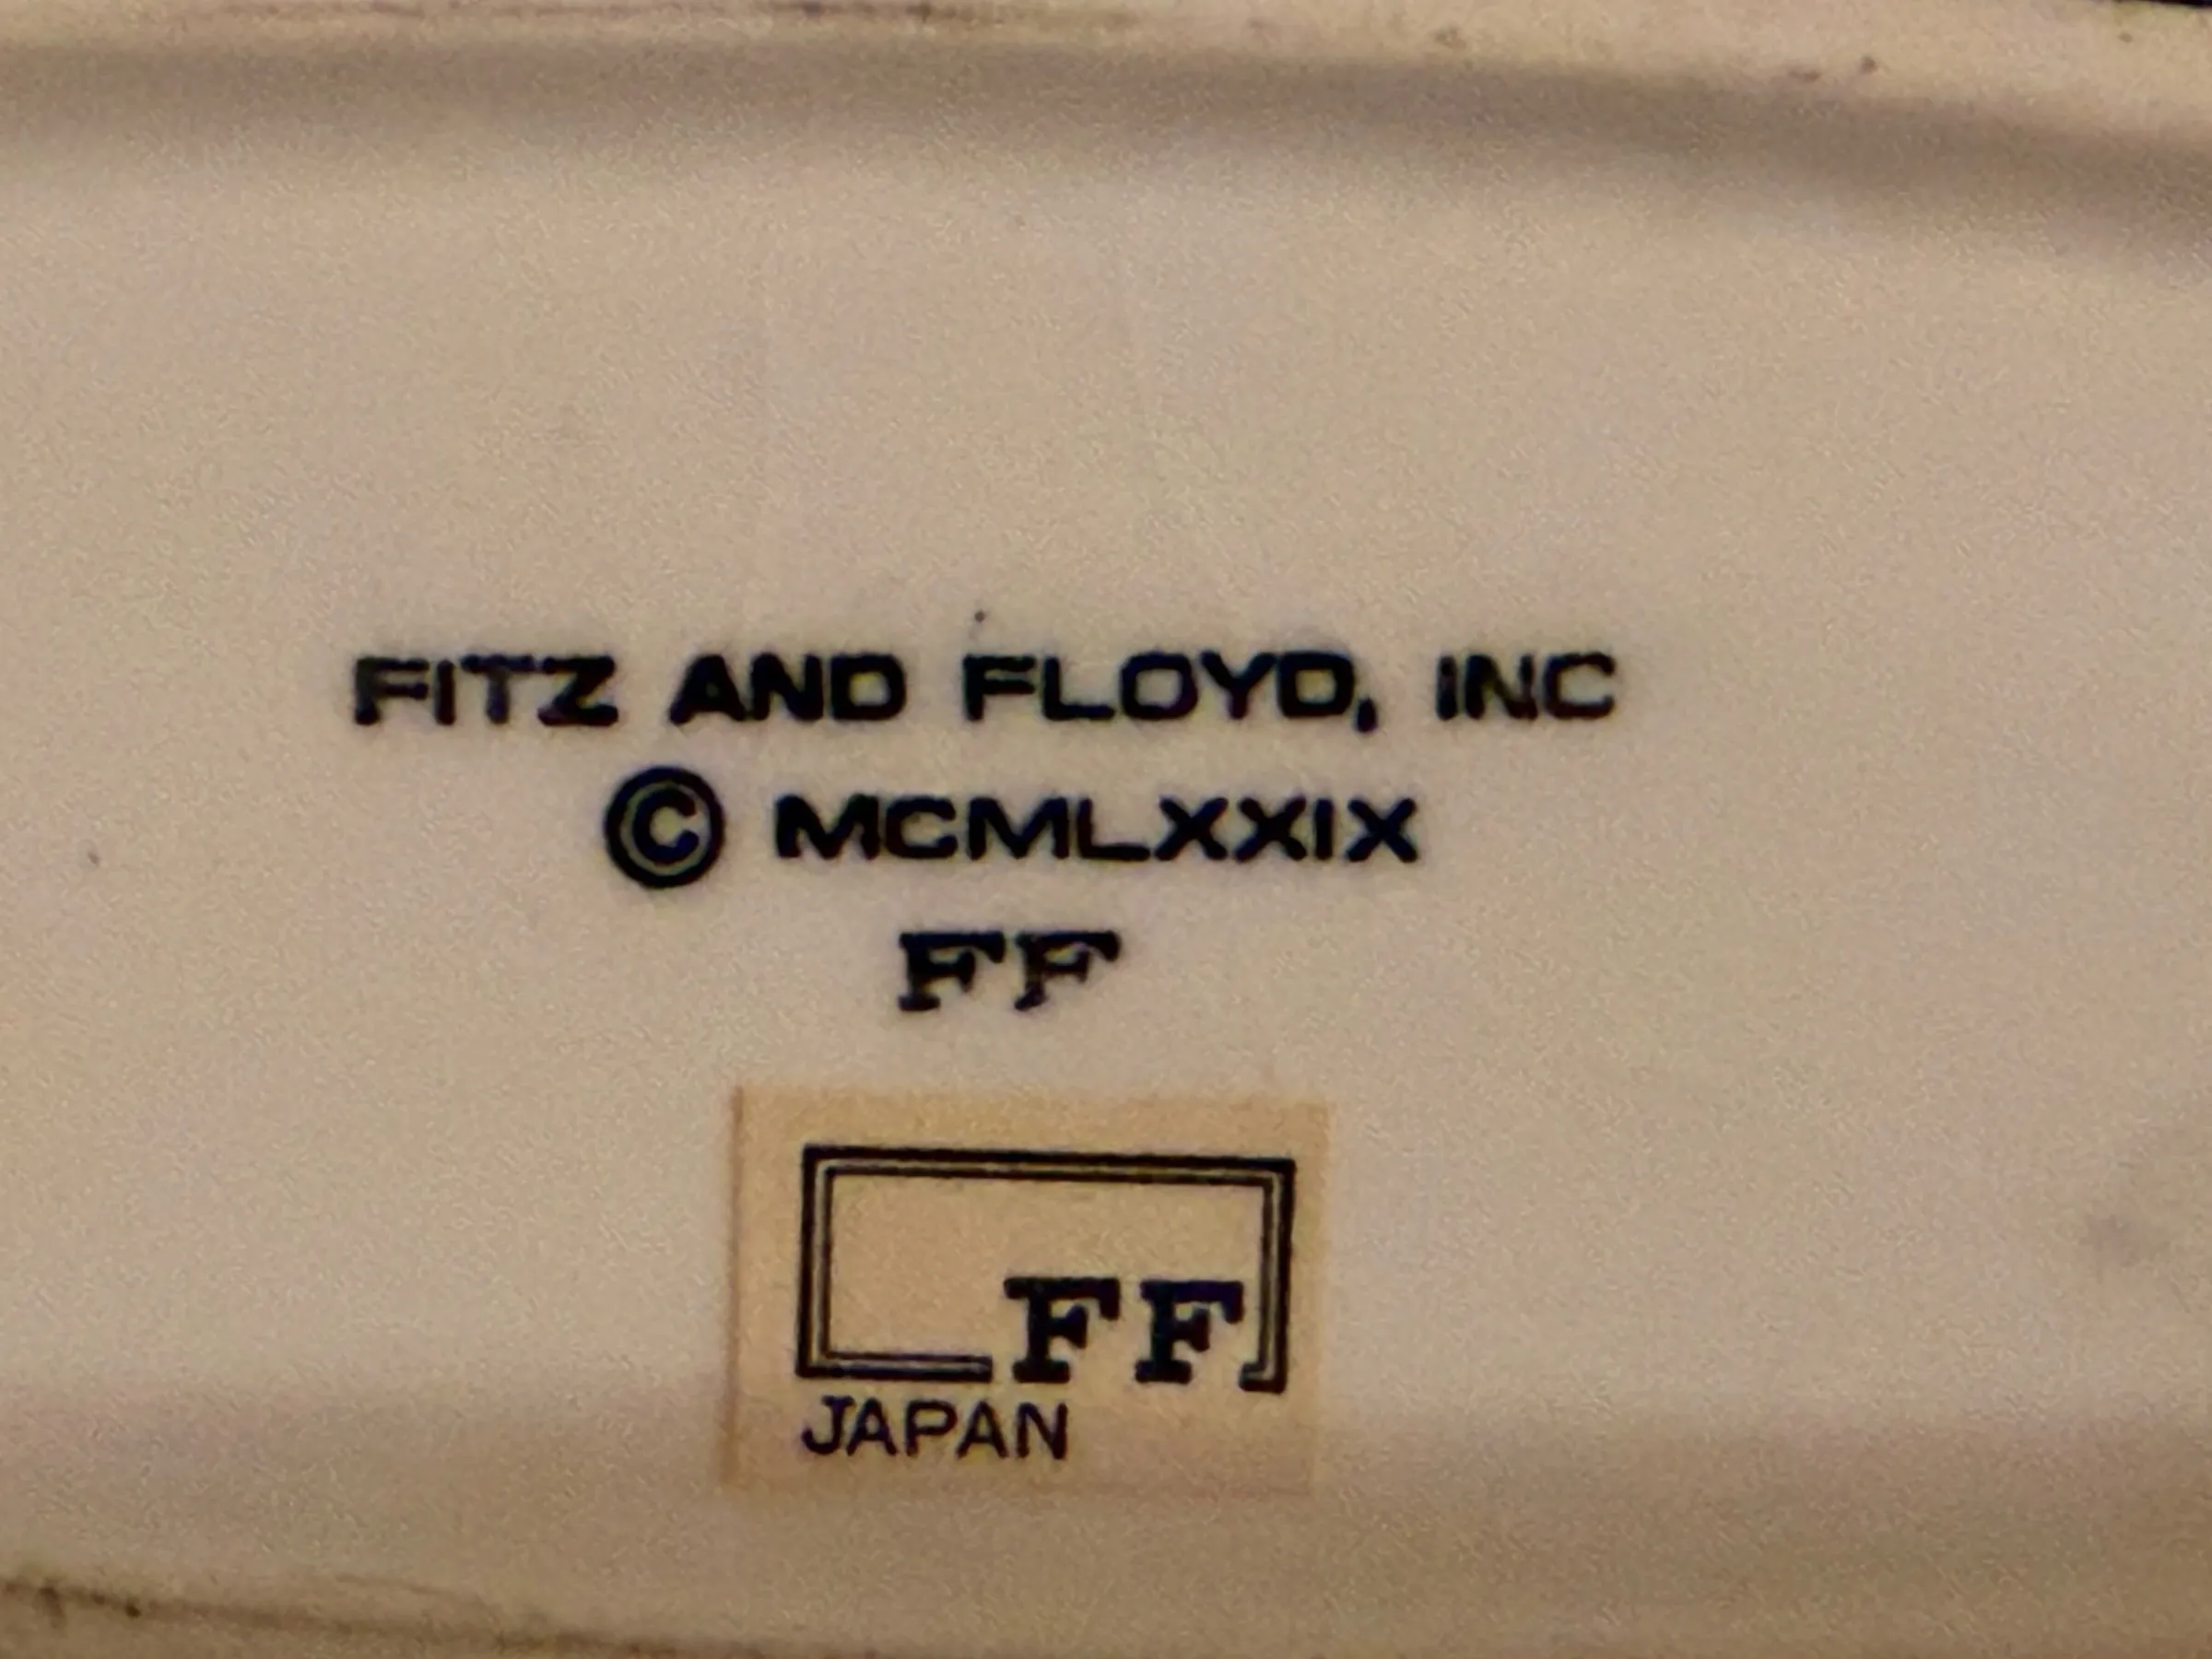 FITZ AND FLOYD, INC
© MCMLXXIX
FF
FF
JAPAN